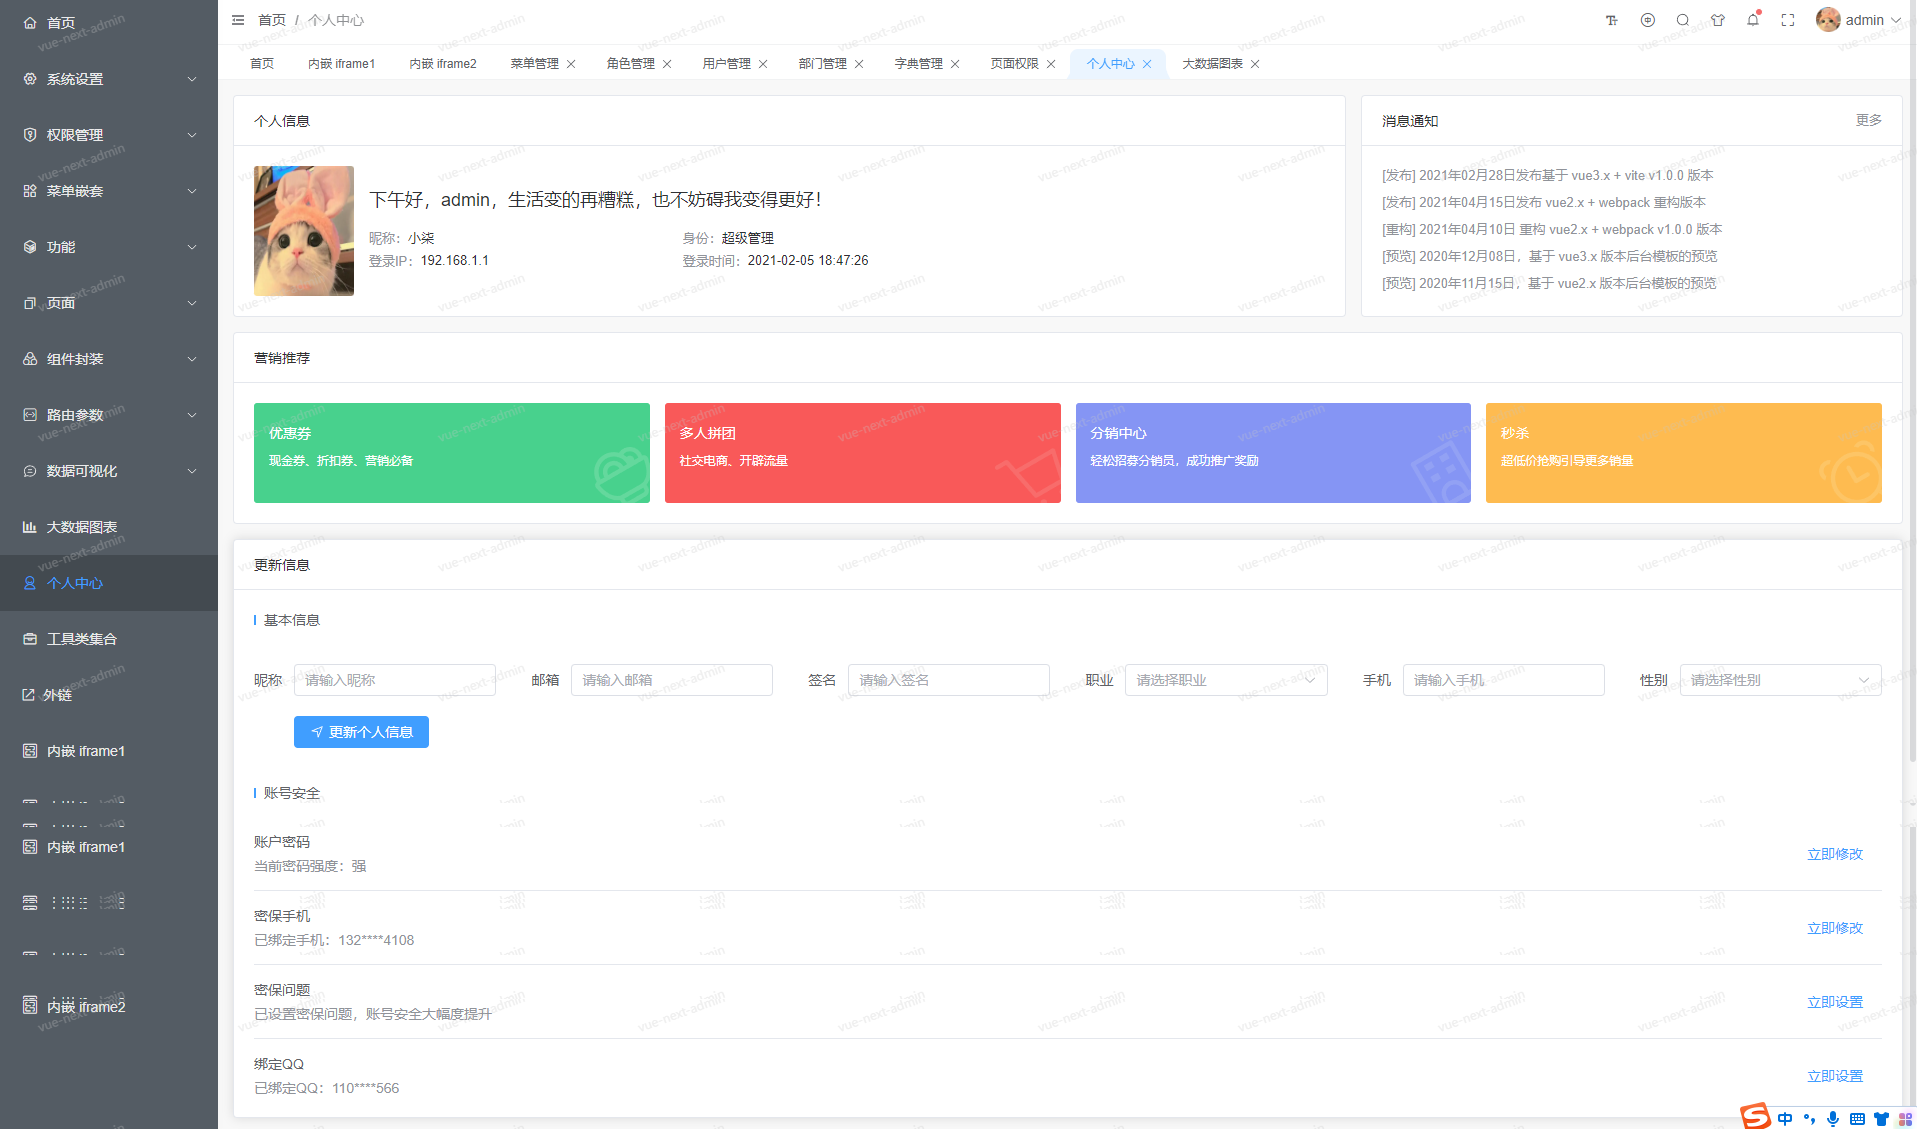 首页
系统设置
权限管理
菜单嵌套
功能
页面
组件封装
路由参数
数据可视化
大数据图表
个人中心
工具类集合
外链
内嵌 iframe1
内嵌 iframe1
内嵌 iframe2
首页 / 个人中心
admin
首页 内嵌 iframe1 内嵌 iframe2 菜单管理 角色管理 用户管理 部门管理 字典管理 页面权限 个人中心 大数据图表
个人信息
下午好，admin，生活变的再糟糕，也不妨碍我变得更好！
昵称：小柒 身份：超级管理
登录IP：192.168.1.1 登录时间：2021-02-05 18:47:26
消息通知 更多
[发布] 2021年02月28日发布基于 vue3.x + vite v1.0.0 版本
[发布] 2021年04月15日发布 vue2.x + webpack 重构版本
[重构] 2021年04月10日 重构 vue2.x + webpack v1.0.0 版本
[预览] 2020年12月08日，基于 vue3.x 版本后台模板的预览
[预览] 2020年11月15日，基于 vue2.x 版本后台模板的预览
营销推荐
优惠券
现金券、折扣券、营销必备
多人拼团
社交电商、开辟流量
分销中心
轻松招募分销员，成功推广奖励
秒杀
超低价抢购引导更多销量
更新信息
基本信息
昵称 请输入昵称 邮箱 请输入邮箱 签名 请输入签名 职业 请选择职业 手机 请输入手机 性别 请选择性别
更新个人信息
账号安全
账户密码
当前密码强度：强
立即修改
密保手机
已绑定手机：132****4108
立即修改
密保问题
已设置密保问题，账号安全大幅度提升
立即设置
绑定QQ
已绑定QQ：110****566
立即设置
vue-next-admin
中